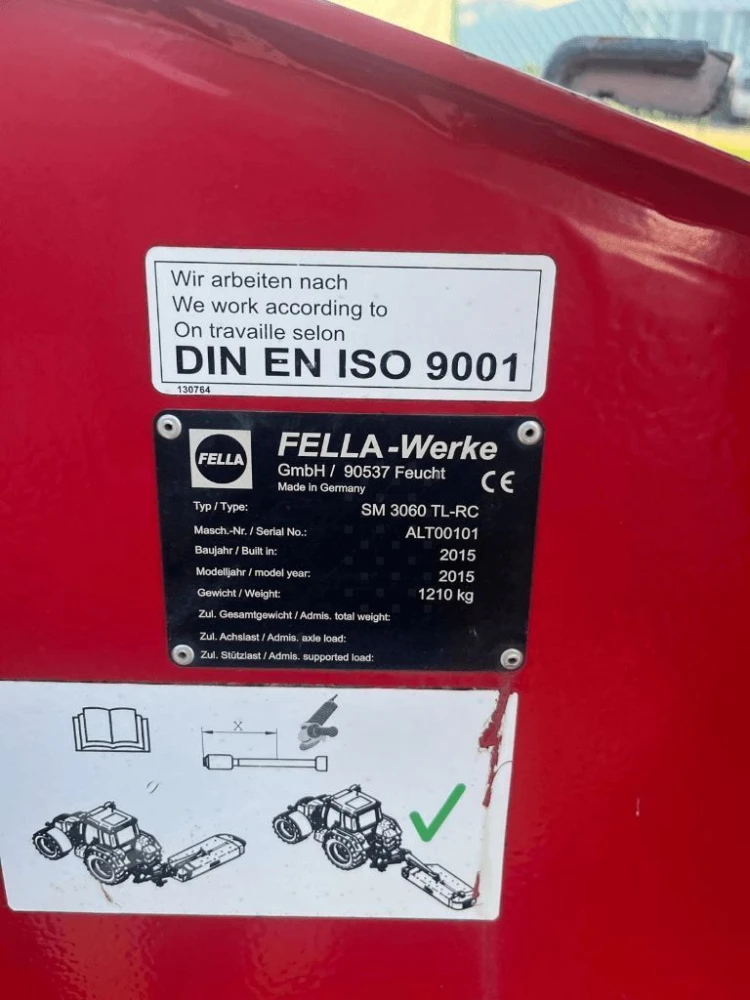 Wir arbeiten nach
We work according to
On travaille selon
DIN EN ISO 9001
130764
FELLA
FELLA-Werke
GmbH / 90537 Feucht
Made in Germany
CE
Typ / Type: SM 3060 TL-RC
Masch.-Nr. / Serial No.: ALT00101
Baujahr / Built in: 2015
Modelljahr / model year: 2015
Gewicht / Weight: 1210 kg
Zul. Gesamtgewicht / Admis. total weight:
Zul. Achslast / Admis. axle load:
Zul. Stützlast / Admis. supported load:
X